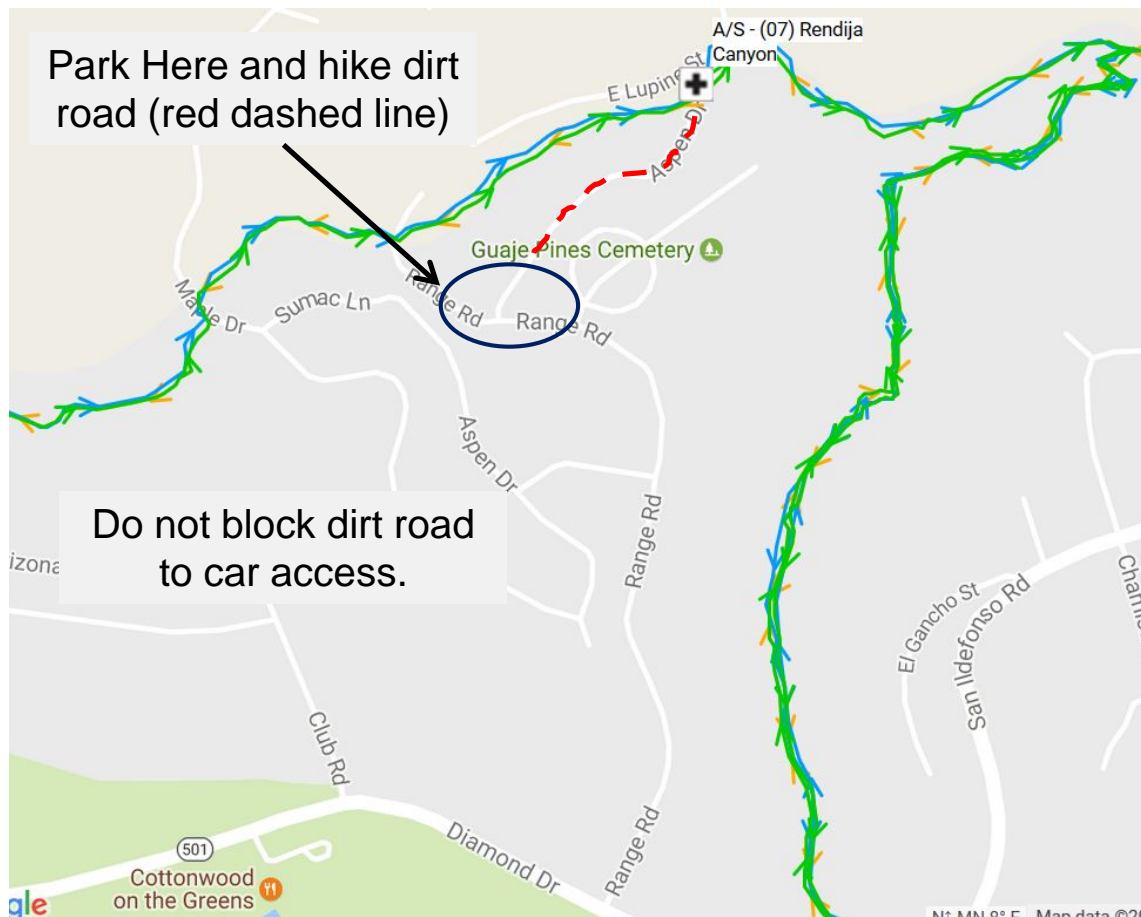 A/S - (07) Rendija
Canyon
Park Here and hike dirt
road (red dashed line)
E Lupine St
Aspen Dr
Guaje Pines Cemetery
Range Rd
Range Rd
Maple Dr
Sumac Ln
Aspen Dr
Do not block dirt road
to car access.
Range Rd
El Gancho St
San Ildefonso Rd
Club Rd
501
Diamond Dr
Range Rd
Cottonwood
on the Greens